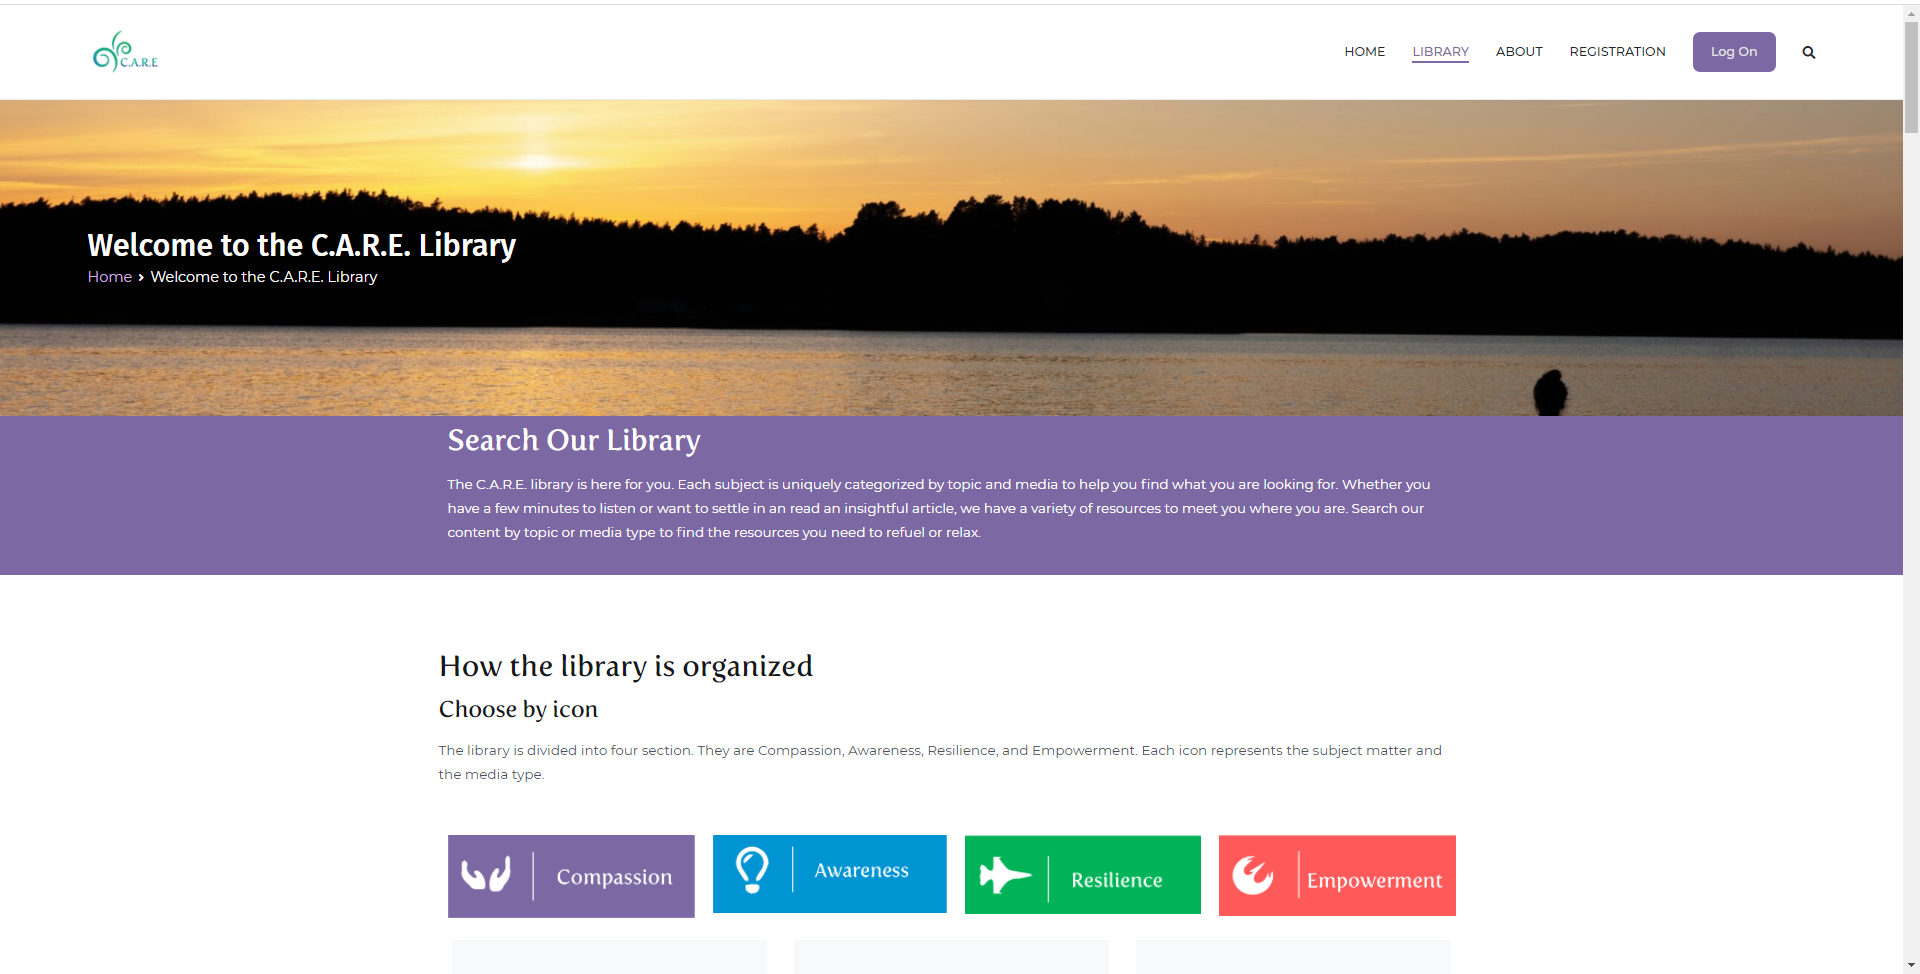 C.A.R.E
HOME LIBRARY ABOUT REGISTRATION Log On
Welcome to the C.A.R.E. Library
Home › Welcome to the C.A.R.E. Library
Search Our Library
The C.A.R.E. library is here for you. Each subject is uniquely categorized by topic and media to help you find what you are looking for. Whether you
have a few minutes to listen or want to settle in an read an insightful article, we have a variety of resources to meet you where you are. Search our
content by topic or media type to find the resources you need to refuel or relax.
How the library is organized
Choose by icon
The library is divided into four section. They are Compassion, Awareness, Resilience, and Empowerment. Each icon represents the subject matter and
the media type.
Compassion
Awareness
Resilience
Empowerment